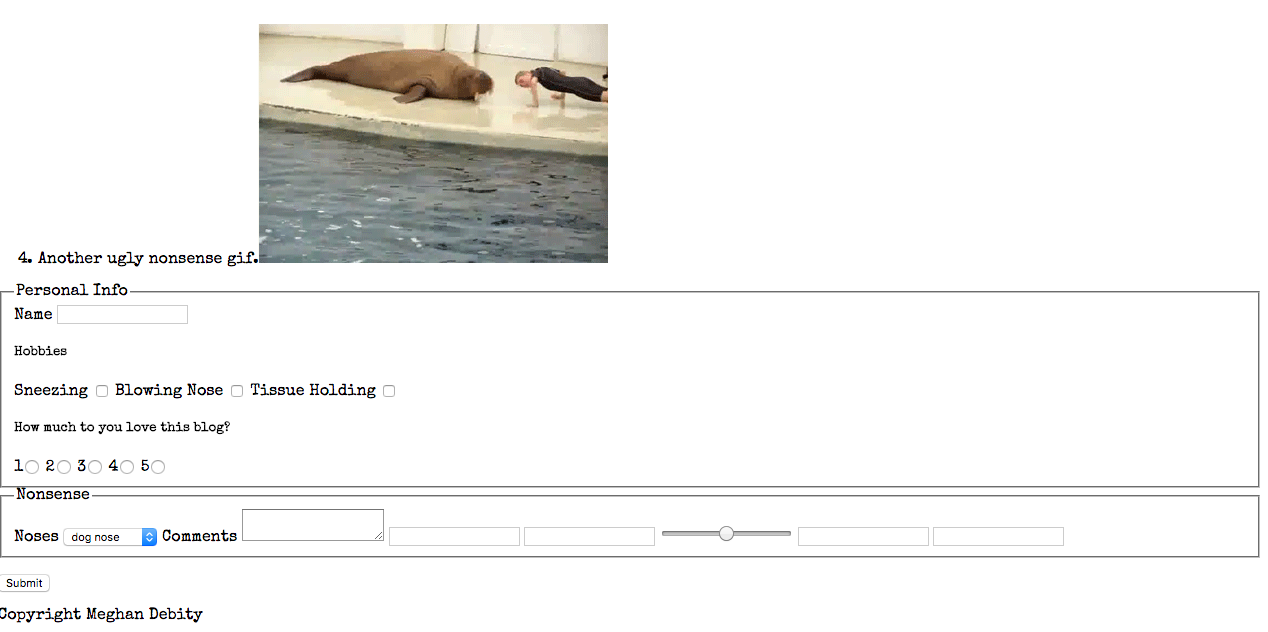 4. Another ugly nonsense gif.
Personal Info
Name
Hobbies
Sneezing Blowing Nose Tissue Holding
How much to you love this blog?
1 2 3 4 5
Nonsense
Noses dog nose Comments
Submit
Copyright Meghan Debity